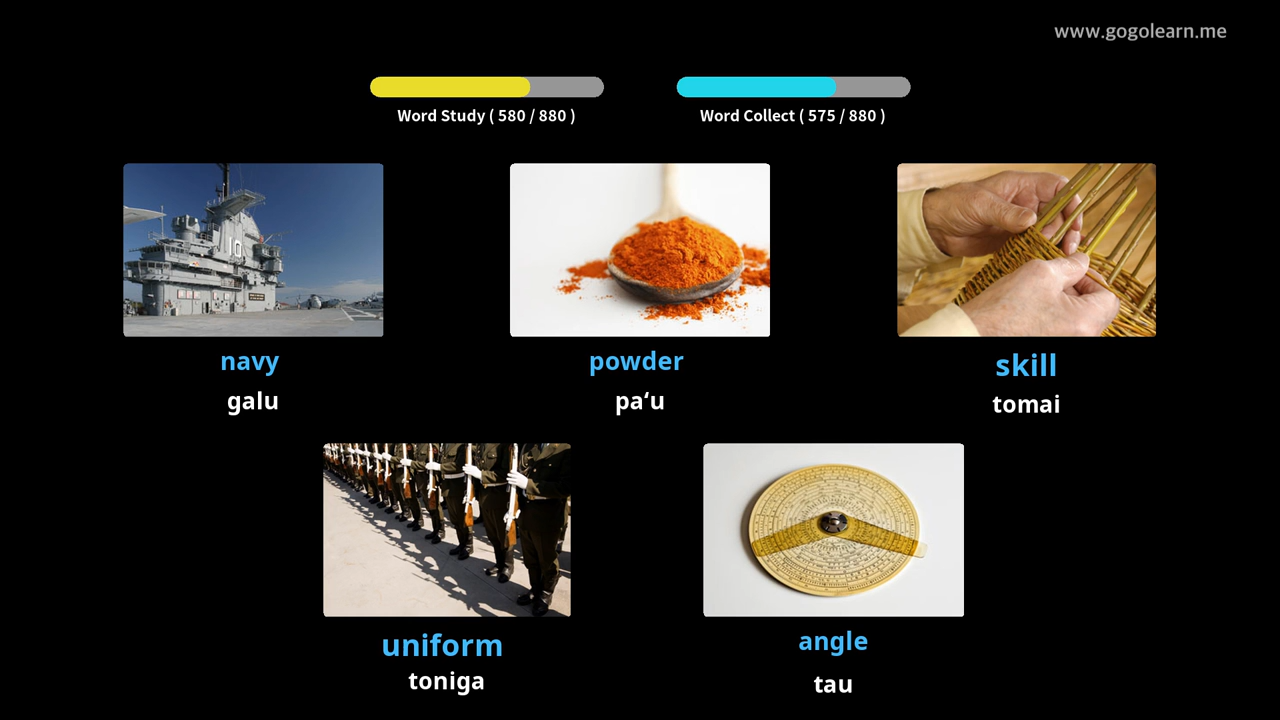 www.gogolearn.me
Word Study ( 580 / 880 )
Word Collect ( 575 / 880 )
10
navy
galu
powder
paʻu
skill
tomai
uniform
toniga
angle
tau